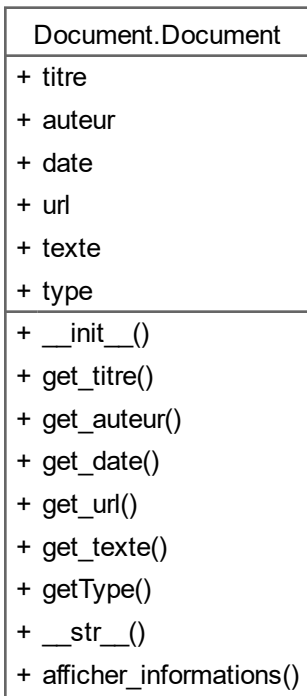 Document.Document
+ titre
+ auteur
+ date
+ url
+ texte
+ type
+ __init__()
+ get_titre()
+ get_auteur()
+ get_date()
+ get_url()
+ get_texte()
+ getType()
+ __str__()
+ afficher_informations()